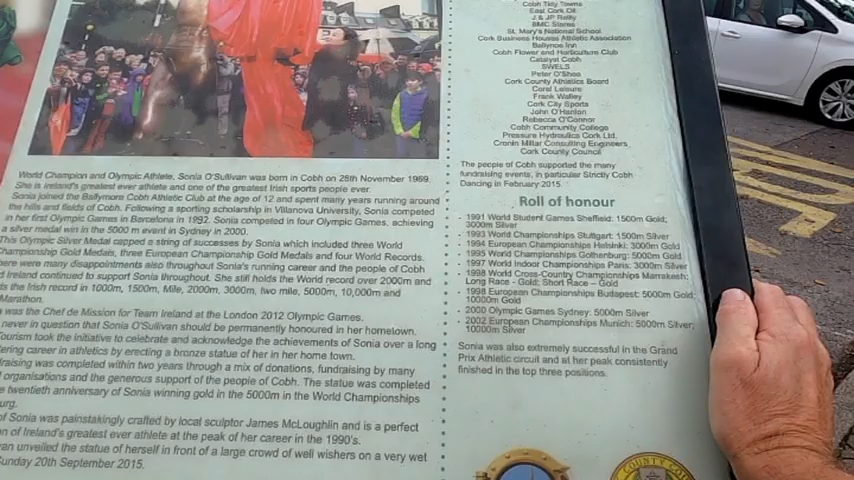 World Champion and Olympic Athlete, Sonia O'Sullivan was born in Cobh on 28th November 1969.
She is Ireland's greatest ever athlete and one of the greatest Irish sports people ever.
Sonia joined the Ballymore Cobh Athletic Club at the age of 12 and spent many years running around
the hills and fields of Cobh. Following a sporting scholarship in Villanova University, Sonia competed
in her first Olympic Games in Barcelona in 1992. Sonia competed in four Olympic Games, achieving
a silver medal win in the 5000 m event in Sydney in 2000.
This Olympic Silver Medal capped a string of successes by Sonia which included three World
Championship Gold Medals, three European Championship Gold Medals and four World Records.
were many disappointments also throughout Sonia's running career and the people of Cobh
Ireland continued to support Sonia throughout. She still holds the World record over 2000m and
the Irish record in 1000m, 1500m, Mile, 2000m, 3000m, two mile, 5000m, 10,000m and
Marathon.
was the Chef de Mission for Team Ireland at the London 2012 Olympic Games.
never in question that Sonia O'Sullivan should be permanently honoured in her hometown.
Tourism took the initiative to celebrate and acknowledge the achievements of Sonia over a long
career in athletics by erecting a bronze statue of her in her home town.
was completed within two years through a mix of donations, fundraising by many
organisations and the generous support of the people of Cobh. The statue was completed
twentieth anniversary of Sonia winning gold in the 5000m in the World Championships
of Sonia was painstakingly crafted by local sculptor James McLoughlin and is a perfect
of Ireland's greatest ever athlete at the peak of her career in the 1990's.
unveiled the statue of herself in front of a large crowd of well wishers on a very wet
Sunday 20th September 2015.
Cobh Tidy Towns
East Cork Oil
J & JP Reilly
BMC Stores
St. Mary's National School
Cork Business Houses Athletic Association
Ballynoe Inn
Cobh Flower and Horticulture Club
Catalyst Cobh
SWELS
Peter O'Shea
Cork County Athletics Board
Coral Leisure
Frank Walley
Cork City Sports
John O'Hanlon
Rebecca O'Connor
Cobh Community College
Pressure Hydraulics Cork Ltd.
Cronin Millar Consulting Engineers
Cork County Council
The people of Cobh supported the many
fundraising events, in particular Strictly Cobh
Dancing in February 2015.
Roll of honour
- 1991 World Student Games Sheffield: 1500m Gold;
3000m Silver
- 1993 World Championships Stuttgart: 1500m Silver
- 1994 European Championships Helsinki: 3000m Gold
- 1995 World Championships Gothenburg: 5000m Gold
- 1997 World Indoor Championships Paris: 3000m Silver
- 1998 World Cross-Country Championships Marrakesh:
Long Race - Gold; Short Race – Gold
- 1998 European Championships Budapest: 5000m Gold;
10000m Gold
- 2000 Olympic Games Sydney: 5000m Silver
- 2002 European Championships Munich: 5000m Silver;
10000m Silver
Sonia was also extremely successful in the Grand
Prix Athletic circuit and at her peak consistently
finished in the top three positions.
COUNTY